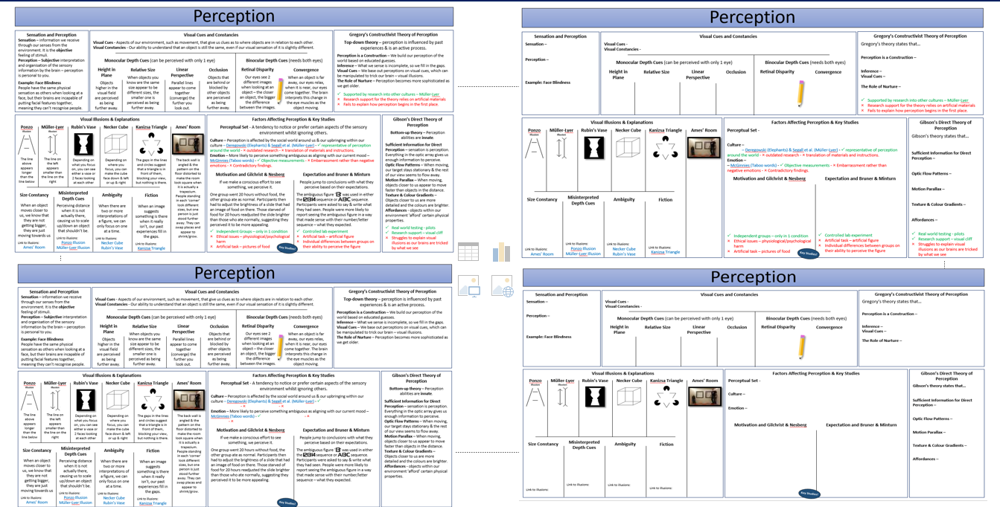 Perception
Sensation and Perception
Sensation – information we receive
through our senses from the
environment. It is the objective
feeling of stimuli.
Perception – Subjective interpretation
and organisation of the sensory
information by the brain – perception
is personal to you.
Example: Face Blindness
People have the same physical
sensation as others when looking at a
face, but their brains are incapable of
putting facial features together,
meaning they can't recognise people.
Visual Cues and Constancies
Visual Cues - Aspects of our environment, such as movement, that give us clues as to where objects are in relation to each other.
Visual Constancies - Our ability to understand that an object is still the same, even if our visual sensation of it is slightly different.
Monocular Depth Cues (can be perceived with only 1 eye)
Height in
Plane
Objects
higher in the
visual field
are perceived
as being
further away.
Relative Size
When objects you
know are the same
size appear to be
different sizes, the
smaller one is
perceived as being
further away.
Linear
Perspective
Parallel lines
appear to come
together
(converge) the
further you
look out.
Occlusion
Objects that
are behind or
blocked by
other objects
are perceived
as being
further away.
Binocular Depth Cues (needs both eyes)
Retinal Disparity
Our eyes see 2
different images
when looking at an
object – the closer
an object, the bigger
the difference
between the images.
Convergence
When an object is far,
our eyes relax, when
it is near, our eyes
come together. The brain
interprets this change in
the eye muscles as the
object moving.
Gregory's Constructivist Theory of Perception
Top-down theory – perception is influenced by past
experiences & is an active process.
Perception is a Construction – We build our perception of the
world based on educated guesses.
Inference – What we sense is incomplete, so we fill in the gaps.
Visual Cues – We base out perceptions on visual cues, which can
be manipulated to trick our brain – visual illusions.
The Role of Nurture – Perception becomes more sophisticated as
we get older.
✓ Supported by research into other cultures – Müller-Lyer
× Research support for the theory relies on artificial materials
× Fails to explain how perception begins in the first place
Visual Illusions & Explanations
Ponzo
Illusion
The line
above
appears
longer
than the
line below
Müller-Lyer
Illusion
The line on
the left
appears
smaller
than the
line on the
right
Rubin's Vase
Depending on
what you focus
on, you can see
either a vase or
2 faces looking
at each other
Necker Cube
Depending on
your focus, you
can make the
cube face down & left
or up & right
Kanizsa Triangle
The gaps in the lines
and circles suggest
that a triangle is in
front of them,
blocking your view,
but nothing is there.
Ames' Room
The back wall is
angled & the
pattern on the
floor distorted to
make the room
look square when
it is actually a
trapezium.
People standing
in each 'corner'
look different
sizes, but one
person is just
stood further
away. They can
swap places and
appear to
shrink/grow.
Size Constancy
When an object
moves closer to
us, we know that
they are not
getting bigger,
they are just
moving towards us
Link to Illusions:
Ames' Room
Misinterpreted
Depth Cues
Perceiving distance
when it is not
actually there,
causing us to scale
up/down an object
that shouldn't be.
Link to Illusions:
Ponzo Illusion
Müller-Lyer Illusion
Ambiguity
When there are
two or more
interpretations of
a figure, we can
only focus on one
at a time.
Link to Illusions:
Necker Cube
Rubin's Vase
Fiction
When an image
suggests
something is there
when it really
isn't, our past
experiences fill in
the gaps.
Link to Illusions:
Kanizsa Triangle
Factors Affecting Perception & Key Studies
Perceptual Set - A tendency to notice or prefer certain aspects of the sensory
environment whilst ignoring others.
Culture – Perception is affected by the social world around us & our upbringing within our
culture – Deregowski (Elephants) & Segall et al. (Müller-Lyer) - ✓ representative of perception
around the world - × outdated research - × translation of materials and instructions.
Emotion – More likely to perceive something ambiguous as aligning with our current mood –
McGinnies (Taboo words) - ✓ Objective measurements - × Embarrassment rather than negative
emotions - × Contradictory findings.
Motivation and Gilchrist & Nesberg
If we make a conscious effort to see
something, we perceive it.
One group went 20 hours without food, the
other group ate as normal. Participants then
had to adjust the brightness of a slide that had
an image of food on them. Those starved of
food for 20 hours readjusted the slide brighter
than those who ate normally, suggesting they
perceived it to be more appealing.
✓ Independent Groups – only in 1 condition
× Ethical issues – physiological/psychological
harm
× Artificial task – pictures of food
Expectation and Bruner & Minturn
People jump to conclusions with what they
perceive based on their expectations.
The ambiguous figure 'B' was used in either
the sequence or ABC sequence.
Participants were asked to say & write what
they had seen. People were more likely to
report seeing the ambiguous figure in a way
that made sense with their number/letter
sequence – what they expected.
✓ Controlled lab experiment
× Artificial task – artificial figure
× Individual differences between groups on
their ability to perceive the figure
Key Studies!
Gibson's Direct Theory of
Perception
Bottom-up theory – Perception
abilities are innate.
Sufficient Information for Direct
Perception – sensation is perception.
Everything in the optic array gives us
enough information to perceive.
Optic Flow Patterns – When moving,
our target stays stationary & the rest
of our view seems to flow away.
Motion Parallax – When moving,
objects closer to us appear to move
faster than objects in the distance.
Texture & Colour Gradients –
Objects closer to us are more
detailed and the colours are brighter.
Affordances - objects within our
environment 'afford' certain physical
properties.
✓ Real world testing - pilots
✓ Research support – visual cliff
× Struggles to explain visual
illusions as our brains are tricked
by what we see
Perception
Sensation and Perception
Sensation –
Perception –
Example: Face Blindness
Visual Cues and Constancies
Visual Cues -
Visual Constancies -
Monocular Depth Cues (can be perceived with only 1 eye)
Height in
Plane
Relative Size
Linear
Perspective
Occlusion
Binocular Depth Cues (needs both eyes)
Retinal Disparity
Convergence
Gregory's Constructivist Theory of Perception
Gregory's theory states that…
Perception is a Construction –
Inference –
Visual Cues –
The Role of Nurture –
✓ Supported by research into other cultures – Müller-Lyer
× Research support for the theory relies on artificial materials
× Fails to explain how perception begins in the first place
Visual Illusions & Explanations
Ponzo
Illusion
Müller-Lyer
Illusion
Rubin's Vase
Necker Cube
Kanizsa Triangle
Ames' Room
Size Constancy
Misinterpreted
Depth Cues
Ambiguity
Fiction
Link to Illusions:
Ames' Room
Link to Illusions:
Ponzo Illusion
Müller-Lyer Illusion
Link to Illusions:
Necker Cube
Rubin's Vase
Link to Illusions:
Kanizsa Triangle
Factors Affecting Perception & Key Studies
Perceptual Set -
Culture –
– Deregowski (Elephants) & Segall et al. (Müller-Lyer) - ✓ representative of perception
around the world - × outdated research - × translation of materials and instructions.
Emotion –
McGinnies (Taboo words) - ✓ Objective measurements - × Embarrassment rather than
negative emotions - × Contradictory findings.
Motivation and Gilchrist & Nesberg
Expectation and Bruner & Minturn
✓ Independent groups – only in 1 condition
× Ethical issues – physiological/psychological
harm
× Artificial task – pictures of food
✓ Controlled lab experiment
× Artificial task – artificial figure
× Individual differences between groups on
their ability to perceive the figure
Key Studies!
Gibson's Direct Theory of
Perception
Gibson's theory states that…
Sufficient Information for Direct
Perception –
Optic Flow Patterns –
Motion Parallax –
Texture & Colour Gradients –
Affordances –
✓ Real world testing - pilots
✓ Research support - visual cliff
× Struggles to explain visual
illusions as our brains are tricked
by what we see
Perception
Sensation and Perception
Sensation – information we receive
through our senses from the
environment. It is the objective
feeling of stimuli.
Perception – Subjective interpretation
and organisation of the sensory
information by the brain – perception
is personal to you.
Example: Face Blindness
People have the same physical
sensation as others when looking at a
face, but their brains are incapable of
putting facial features together,
meaning they can't recognise people.
Visual Cues and Constancies
Visual Cues - Aspects of our environment, such as movement, that give us clues as to where objects are in relation to each other.
Visual Constancies - Our ability to understand that an object is still the same, even if our visual sensation of it is slightly different.
Monocular Depth Cues (can be perceived with only 1 eye)
Height in
Plane
Objects
higher in the
visual field
are perceived
as being
further away.
Relative Size
When objects you
know are the same
size appear to be
different sizes, the
smaller one is
perceived as being
further away.
Linear
Perspective
Parallel lines
appear to come
together
(converge) the
further you
look out.
Occlusion
Objects that
are behind or
blocked by
other objects
are perceived
as being
further away.
Binocular Depth Cues (needs both eyes)
Retinal Disparity
Our eyes see 2
different images
when looking at an
object – the closer
an object, the bigger
the difference
between the images.
Convergence
When an object is far
away, our eyes relax,
when it is near, our eyes
come together. The brain
interprets this change in
the eye muscles as the
object moving.
Gregory's Constructivist Theory of Perception
Top-down theory – perception is influenced by past
experiences & is an active process.
Perception is a Construction – We build our perception of the
world based on educated guesses.
Inference – What we sense is incomplete, so we fill in the gaps.
Visual Cues – We base out perceptions on visual cues, which can
be manipulated to trick our brain – visual illusions.
The Role of Nurture – Perception becomes more sophisticated as
we get older.
Visual Illusions & Explanations
Ponzo
Illusion
The line
above
appears
longer
than the
line below
Müller-Lyer
Illusion
The line on
the left
appears
smaller
than the
line on the
right
Rubin's Vase
Depending on
what you focus
on, you can see
either a vase or
2 faces looking
at each other
Necker Cube
Depending on
your focus, you
can make the
cube face down & left
or up & right
Kanizsa Triangle
The gaps in the lines
and circles suggest
that a triangle is in
front of them,
blocking your view,
but nothing is there.
Ames' Room
The back wall is
angled & the
pattern on the
floor distorted to
make the room
look square when
it is actually a
trapezium.
People standing
in each 'corner'
look different
sizes, but one
person is just
stood further
away. They can
swap places and
appear to
shrink/grow.
Size Constancy
When an object
moves closer to
us, we know that
they are not
getting bigger,
they are just
moving towards us
Link to Illusions:
Ames' Room
Misinterpreted
Depth Cues
Perceiving distance
when it is not
actually there,
causing us to scale
up/down an object
that shouldn't be.
Link to Illusions:
Ponzo Illusion
Müller-Lyer Illusion
Ambiguity
When there are
two or more
interpretations of
a figure, we can
only focus on one
at a time.
Link to Illusions:
Necker Cube
Rubin's Vase
Fiction
When an image
suggests
something is there
when it really
isn't, our past
experiences fill in
the gaps.
Link to Illusions:
Kanizsa Triangle
Factors Affecting Perception & Key Studies
Perceptual Set - A tendency to notice or prefer certain aspects of the sensory
environment whilst ignoring others.
Culture – Perception is affected by the social world around us & our upbringing within our
culture – Deregowski (Elephants) & Segall et al. (Müller-Lyer) - ✓
- × - ×
Emotion – More likely to perceive something ambiguous as aligning with our current mood –
McGinnies (Taboo words) - ✓ - ×
- ×
Motivation and Gilchrist & Nesberg
If we make a conscious effort to see
something, we perceive it.
One group went 20 hours without food, the
other group ate as normal. Participants then
had to adjust the brightness of a slide that had
an image of food on them. Those starved of
food for 20 hours readjusted the slide brighter
than those who ate normally, suggesting they
perceived it to be more appealing.
Expectation and Bruner & Minturn
People jump to conclusions with what they
perceive based on their expectations.
The ambiguous figure 'B' was used in either
the sequence or ABC sequence.
Participants were asked to say & write what
they had seen. People were more likely to
report seeing the ambiguous figure in a way
that made sense with their number/letter
sequence – what they expected.
Key Studies!
Gibson's Direct Theory of
Perception
Bottom-up theory – Perception
abilities are innate.
Sufficient Information for Direct
Perception – sensation is perception.
Everything in the optic array gives us
enough information to perceive.
Optic Flow Patterns – When moving,
our target stays stationary & the rest
of our view seems to flow away.
Motion Parallax – When moving,
objects closer to us appear to move
faster than objects in the distance.
Texture & Colour Gradients –
Objects closer to us are more
detailed and the colours are brighter.
Affordances - objects within our
environment 'afford' certain physical
properties.
Perception
Sensation and Perception
Sensation –
Perception –
Example: Face Blindness
Visual Cues and Constancies
Visual Cues -
Visual Constancies -
Monocular Depth Cues (can be perceived with only 1 eye)
Height in
Plane
Relative Size
Linear
Perspective
Occlusion
Binocular Depth Cues (needs both eyes)
Retinal Disparity
Convergence
Gregory's Constructivist Theory of Perception
Gregory's theory states that…
Perception is a Construction –
Inference –
Visual Cues –
The Role of Nurture –
Visual Illusions & Explanations
Ponzo
Illusion
Müller-Lyer
Illusion
Rubin's Vase
Necker Cube
Kanizsa Triangle
Ames' Room
Size Constancy
Misinterpreted
Depth Cues
Ambiguity
Fiction
Link to Illusions:
Link to Illusions:
Link to Illusions:
Link to Illusions:
Factors Affecting Perception & Key Studies
Perceptual Set -
Culture –
Emotion –
Motivation and Gilchrist & Nesberg
Expectation and Bruner & Minturn
Key Studies!
Gibson's Direct Theory of
Perception
Gibson's theory states that…
Sufficient Information for Direct
Perception –
Optic Flow Patterns –
Motion Parallax –
Texture & Colour Gradients –
Affordances –